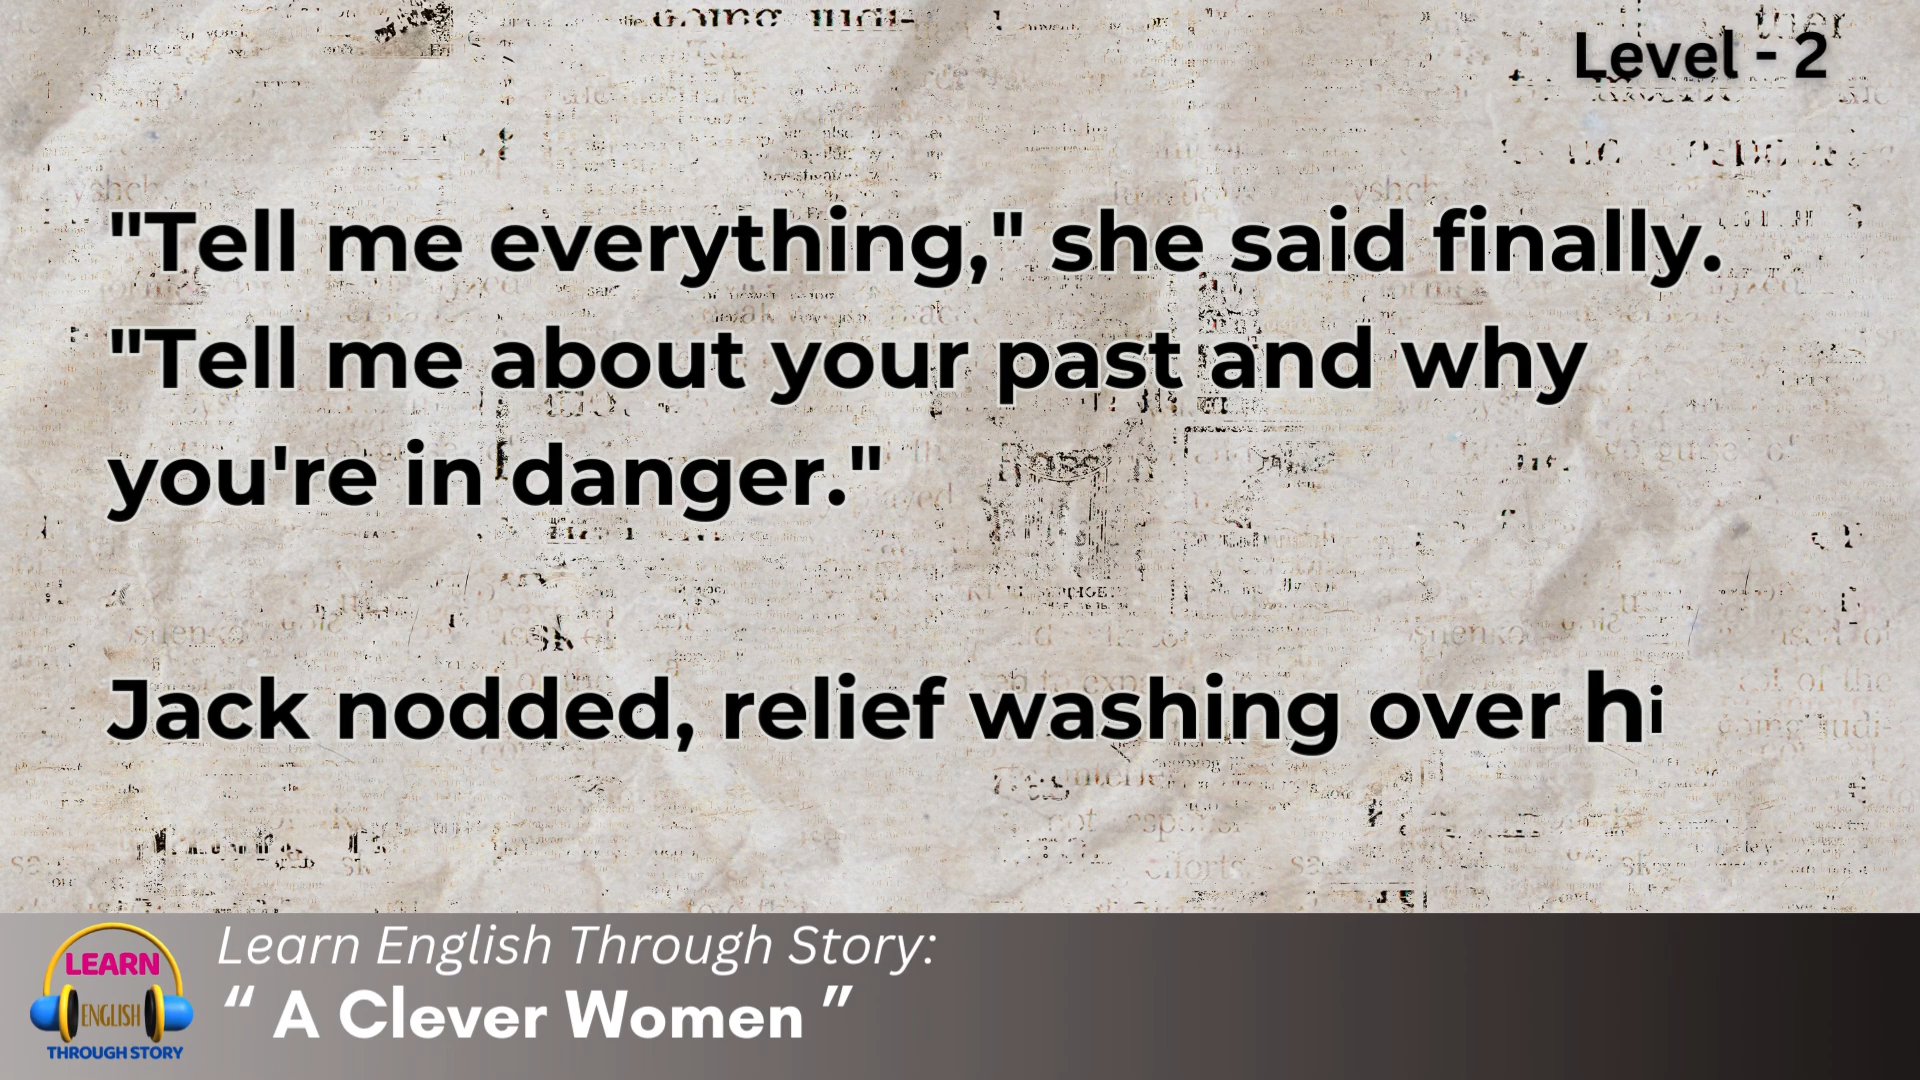 Level - 2
"Tell me everything," she said finally.
"Tell me about your past and why
you're in danger."
Jack nodded, relief washing over hi
LEARN
ENGLISH
THROUGH STORY
Learn English Through Story:
“ A Clever Women ”